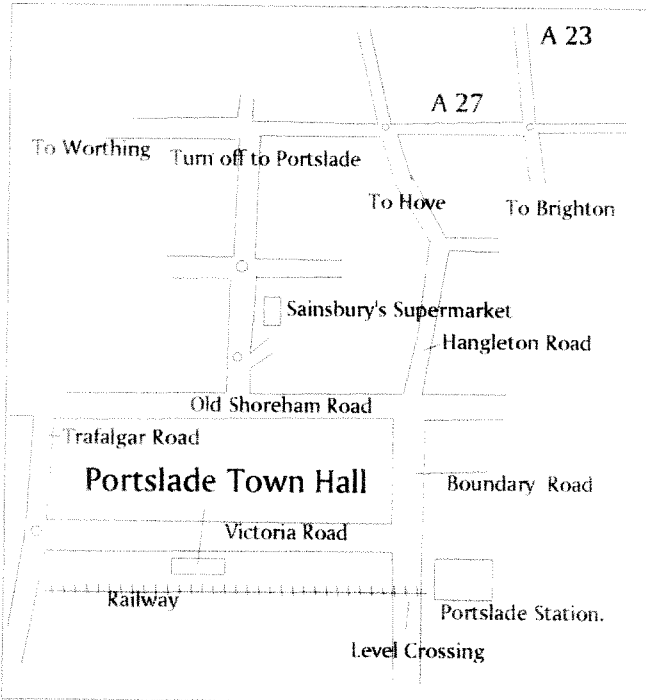 A 23
A 27
To Worthing
Turn off to Portslade
To Hove
To Brighton
Sainsbury's Supermarket
Hangleton Road
Old Shoreham Road
Trafalgar Road
Portslade Town Hall
Boundary Road
Victoria Road
Railway
Portslade Station.
Level Crossing